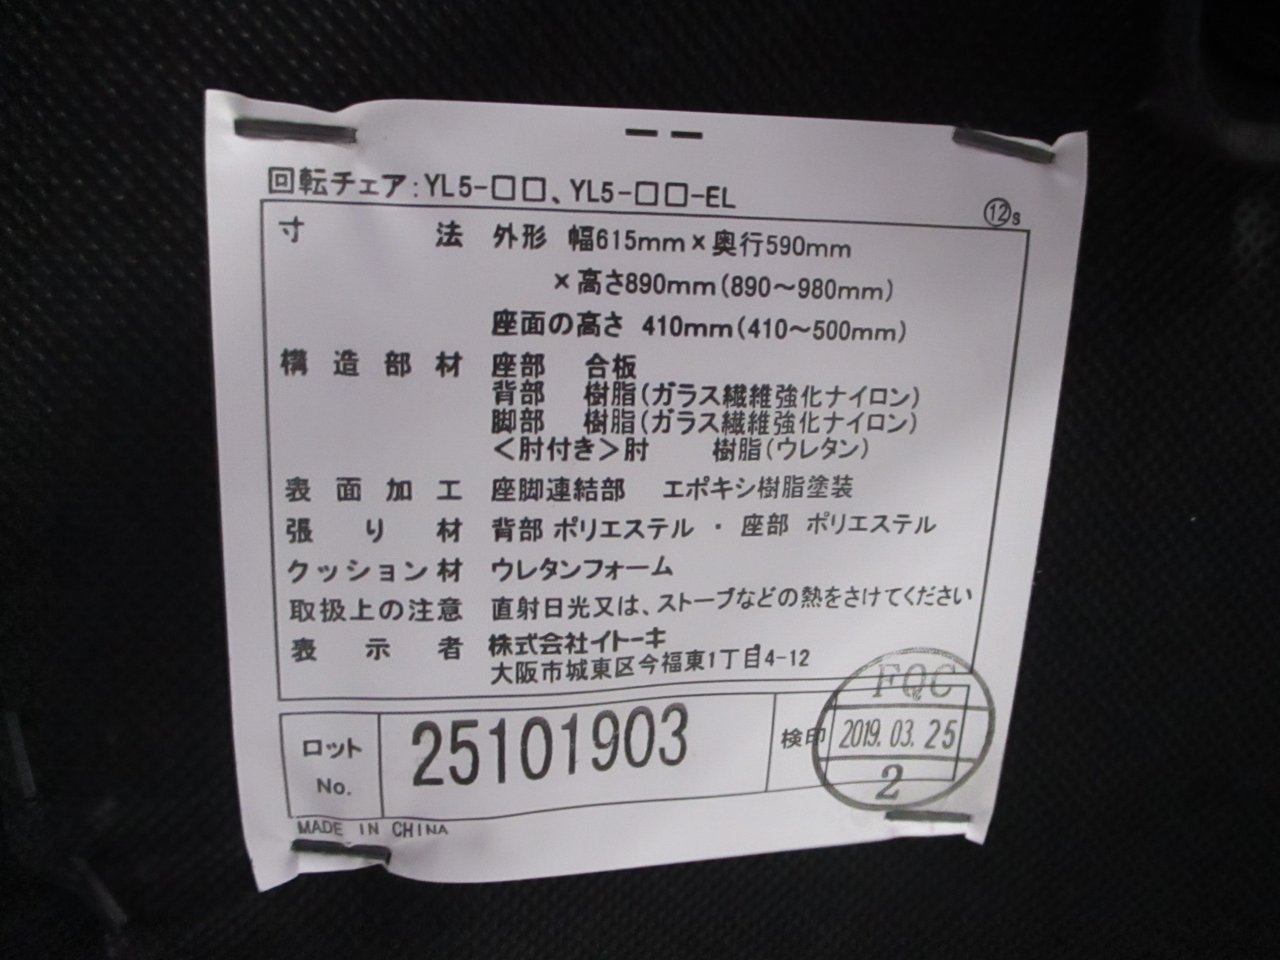 回転チェア:YL5-□□、YL5-□□-EL
⑫s
寸法 外形 幅615mm×奥行590mm
×高さ890mm(890～980mm)
座面の高さ 410mm(410～500mm)
構造部材 座部 合板
背部 樹脂(ガラス繊維強化ナイロン)
脚部 樹脂(ガラス繊維強化ナイロン)
<肘付き>肘 樹脂(ウレタン)
表面加工 座脚連結部 エポキシ樹脂塗装
張り材 背部 ポリエステル・座部 ポリエステル
クッション材 ウレタンフォーム
取扱上の注意 直射日光又は、ストーブなどの熱をさけてください
表示者 株式会社イトーキ
大阪市城東区今福東1丁目4-12
ロット No. 25101903 検印
FQC
2019.03.25
2
MADE IN CHINA